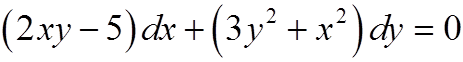 (2xy − 5)dx + (3y² + x²)dy = 0